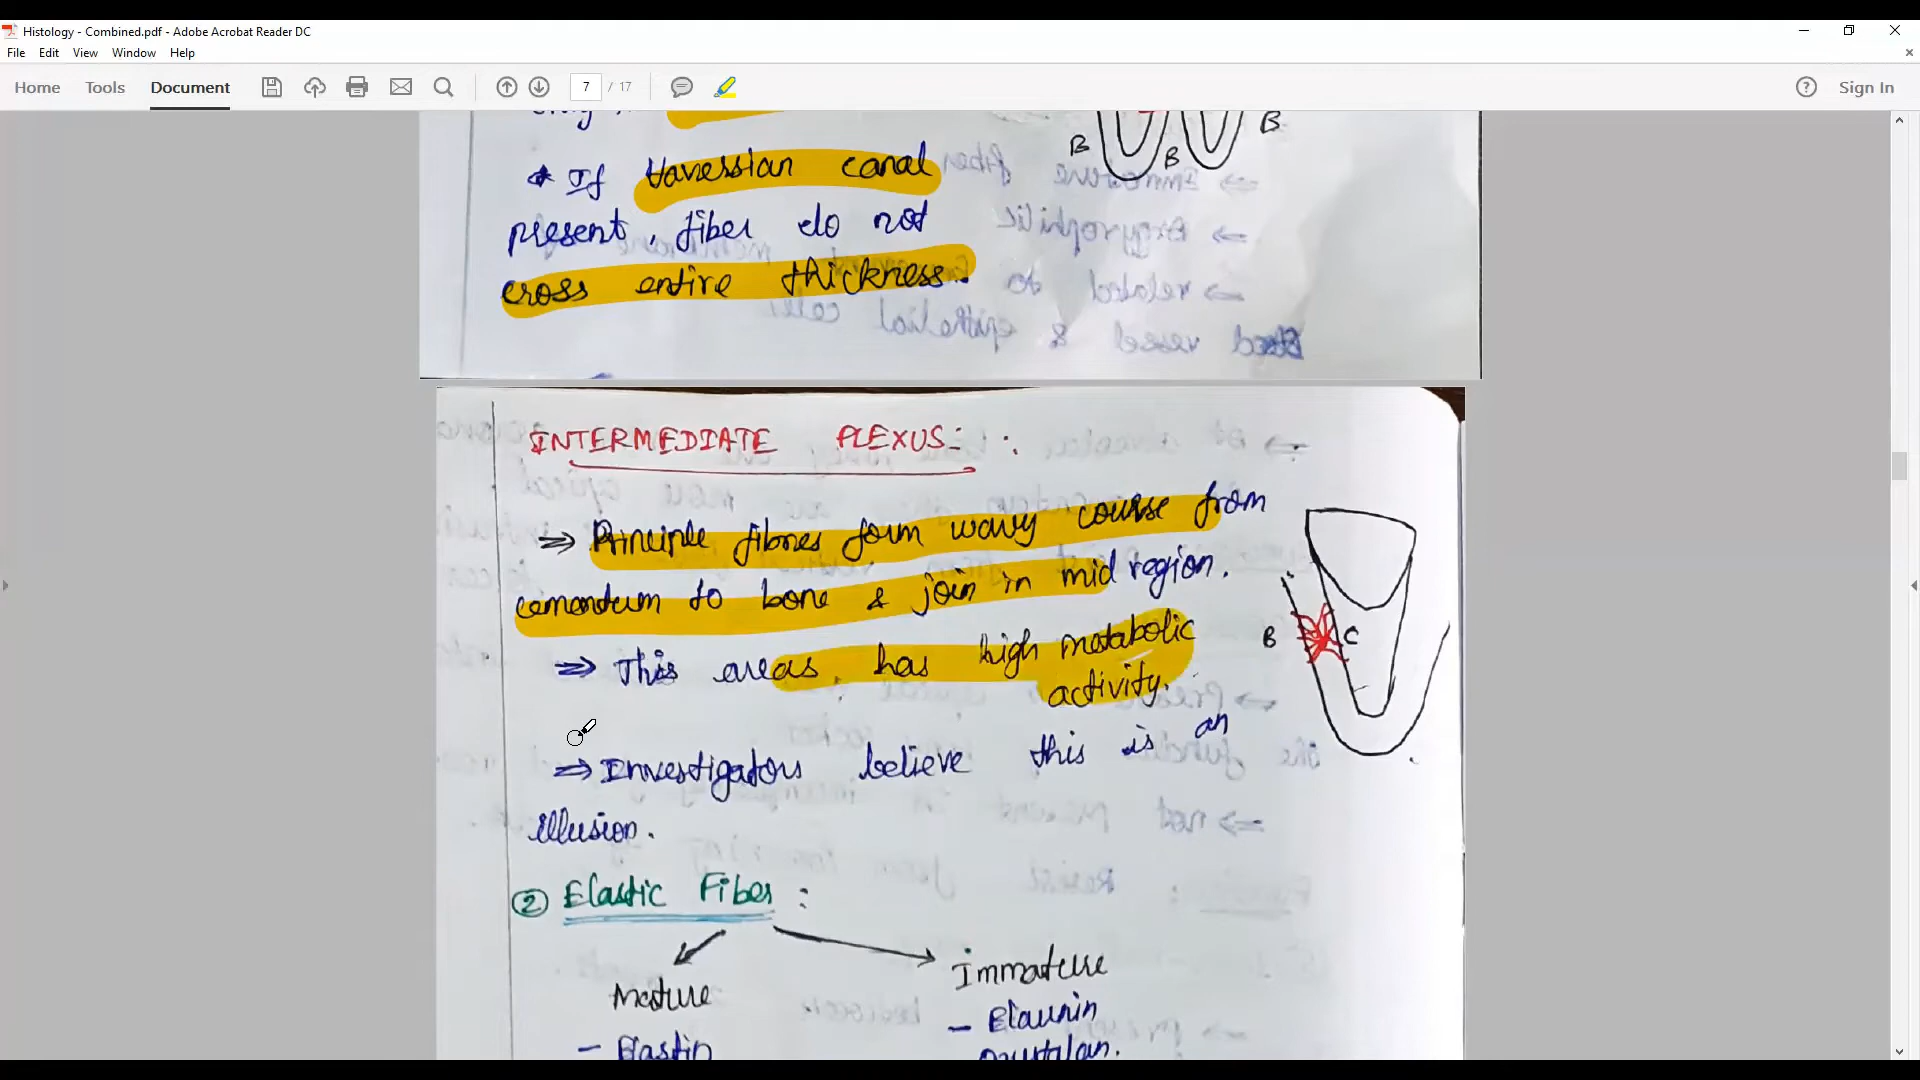 Histology - Combined.pdf - Adobe Acrobat Reader DC
File Edit View Window Help
Home Tools Document 7 / 17 Sign In
B B B
* If Haversian canal
present, fiber do not
cross entire thickness.
INTERMEDIATE PLEXUS:
⇒ Principle fibres form wavy course from
cementum to bone & join in mid region.
⇒ This areas has high metabolic
activity.
B C
⇒ Investigators believe this is an
illusion.
② Elastic Fiber :
Mature
Immature
- Elastin
- Elaunin
oxytalan.